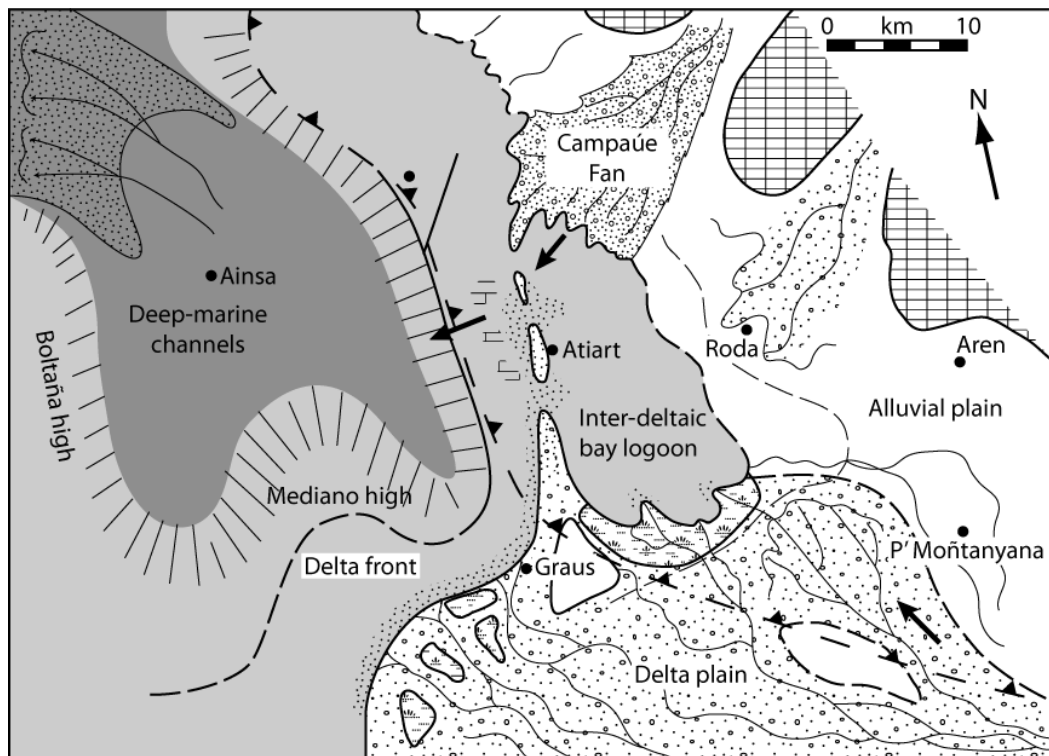 0 km 10
N
Campaúe
Fan
Ainsa
Deep-marine
channels
Boltaña high
Atiart
Roda
Aren
Alluvial plain
Inter-deltaic
bay logoon
Mediano high
Delta front
Graus
P' Moñtanyana
Delta plain